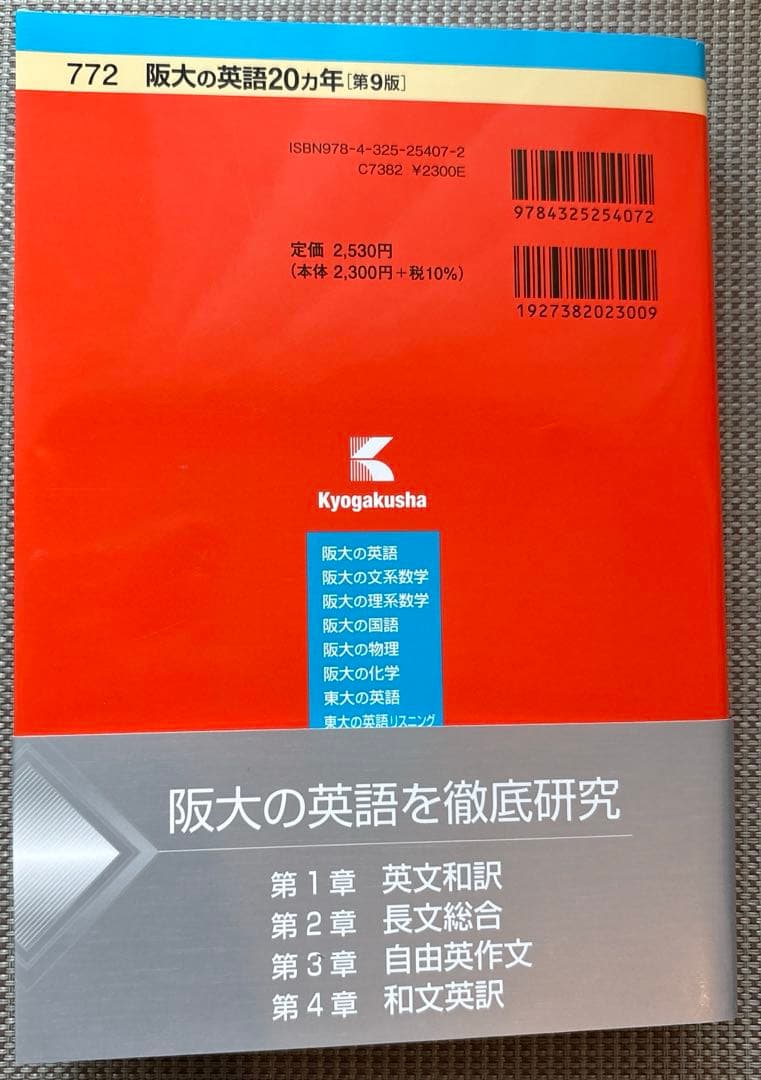 772 阪大の英語20カ年[第9版]
ISBN978-4-325-25407-2
C7382 ¥2300E
9784325254072
定価 2,530円
(本体 2,300円+税10%)
1927382023009
Kyogakusha
阪大の英語
阪大の文系数学
阪大の理系数学
阪大の国語
阪大の物理
阪大の化学
東大の英語
東大の英語リスニング
阪大の英語を徹底研究
第1章 英文和訳
第2章 長文総合
第3章 自由英作文
第4章 和文英訳